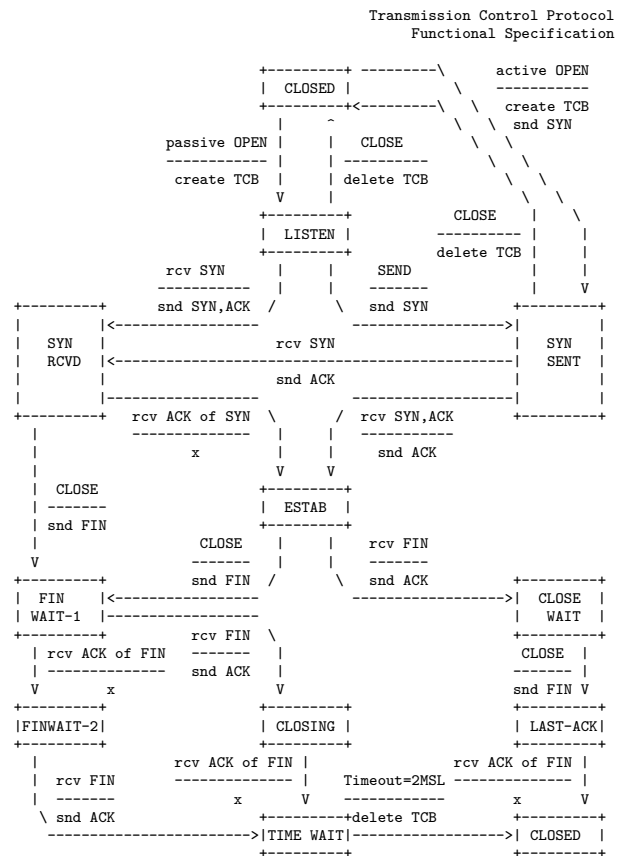 Transmission Control Protocol
Functional Specification
+---------+ ---------\      active OPEN
|  CLOSED |            \    -----------
+---------+<---------\   \   create TCB
|     ^              \   \  snd SYN
passive OPEN |     |   CLOSE        \   \
------------ |     | ----------       \   \
create TCB  |     | delete TCB         \   \
V     |                      \   \
+---------+            CLOSE    |    \
|  LISTEN |          ---------- |     |
+---------+          delete TCB |     |
rcv SYN      |     |     SEND              |     |
-----------   |     |    -------            |     V
+---------+      snd SYN,ACK  /       \   snd SYN          +---------+
|         |<-----------------           ------------------>|         |
|   SYN   |                    rcv SYN                     |   SYN   |
|   RCVD  |<-----------------------------------------------|   SENT  |
|         |                    snd ACK                     |         |
|         |------------------           -------------------|         |
+---------+   rcv ACK of SYN  \       /  rcv SYN,ACK       +---------+
|           --------------   |     |   -----------
|                  x         |     |     snd ACK
|                            V     V
|  CLOSE                   +---------+
| -------                  |  ESTAB  |
| snd FIN                  +---------+
|                   CLOSE    |     |    rcv FIN
V                  -------   |     |    -------
+---------+          snd FIN  /       \   snd ACK          +---------+
|  FIN    |<-----------------           ------------------>|  CLOSE  |
| WAIT-1  |------------------                              |   WAIT  |
+---------+          rcv FIN  \                            +---------+
| rcv ACK of FIN  -------   |                            CLOSE  |
| --------------  snd ACK   |                           ------- |
V        x                  V                           snd FIN V
+---------+                  +---------+                   +---------+
|FINWAIT-2|                  | CLOSING |                   | LAST-ACK|
+---------+                  +---------+                   +---------+
|                rcv ACK of FIN |                 rcv ACK of FIN |
|  rcv FIN       -------------- |    Timeout=2MSL -------------- |
|  -------              x       V    ------------        x       V
\ snd ACK                 +---------+delete TCB         +---------+
------------------------>|TIME WAIT|------------------>| CLOSED  |
+---------+                   +---------+